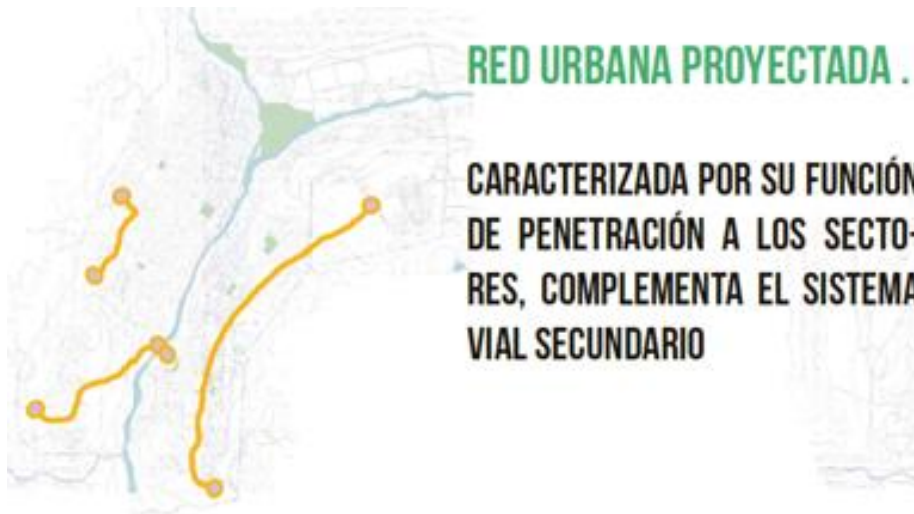 RED URBANA PROYECTADA .
CARACTERIZADA POR SU FUNCIÓN
DE PENETRACIÓN A LOS SECTO-
RES, COMPLEMENTA EL SISTEMA
VIAL SECUNDARIO